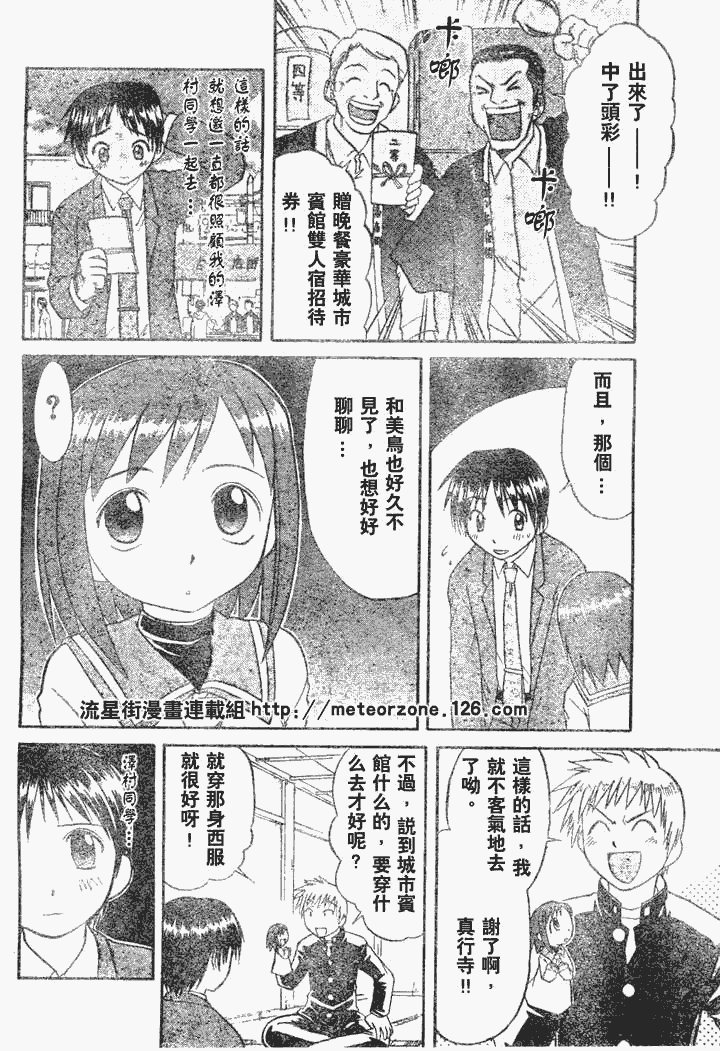 出來了——！
中了頭彩——!!
卡
啷
卡
啷
四等
二等
贈晚餐豪華城市
賓館雙人宿招待
券!!
這樣的話
就想邀一直都很照顧我的澤
村同學一起去…
而且，那個…
和美鳥也好久不
見了，也想好好
聊聊…
？
流星街漫畫連載組 http://meteorzone.126.com
這樣的話，我
就不客氣地去
了呦。
謝了啊，
真行寺!!
不過，説到城市賓
館什么的，要穿什
么去才好呢？
就穿那身西服
就很好呀！
澤村同學…